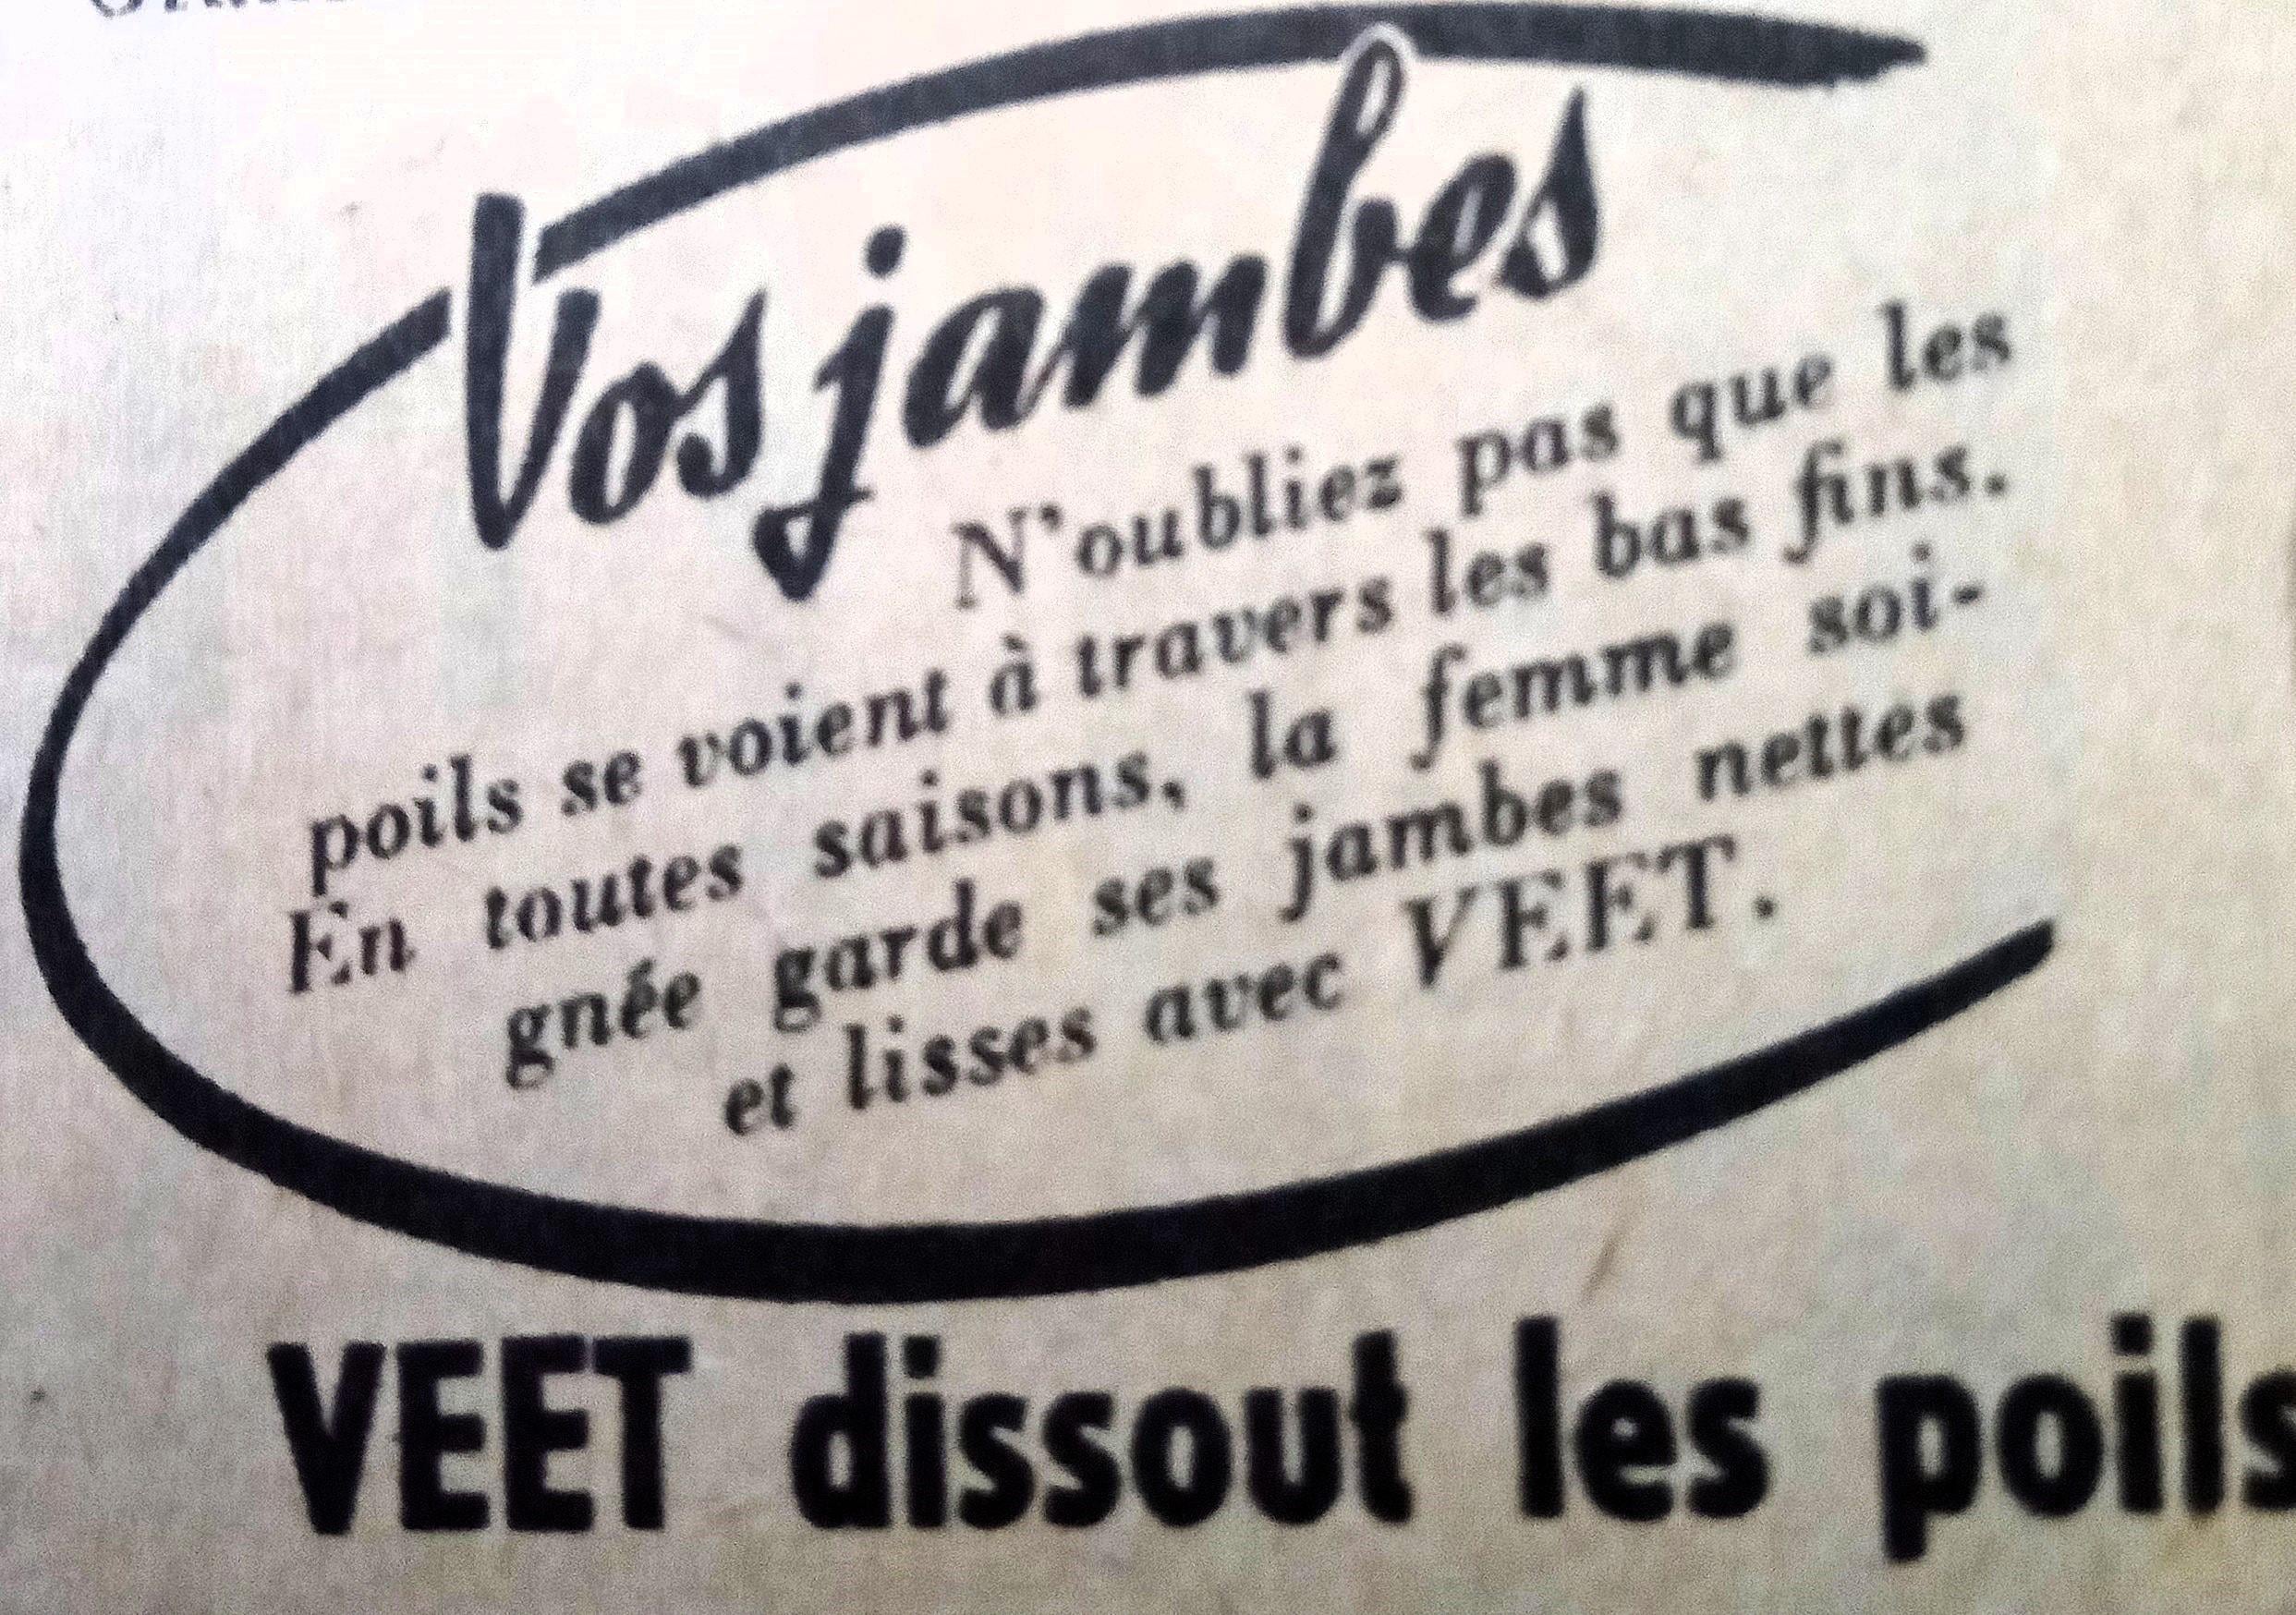 Vos jambes
N'oubliez pas que les
poils se voient à travers les bas fins.
En toutes saisons, la femme soi-
gnée garde ses jambes nettes
et lisses avec VEET.
VEET dissout les poils